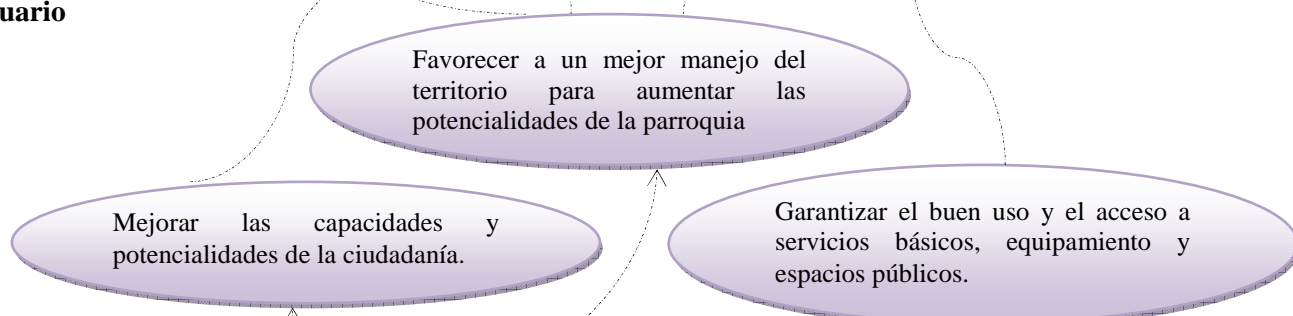 uario
Favorecer a un mejor manejo del
territorio para aumentar las
potencialidades de la parroquia
Mejorar las capacidades y
potencialidades de la ciudadanía.
Garantizar el buen uso y el acceso a
servicios básicos, equipamiento y
espacios públicos.